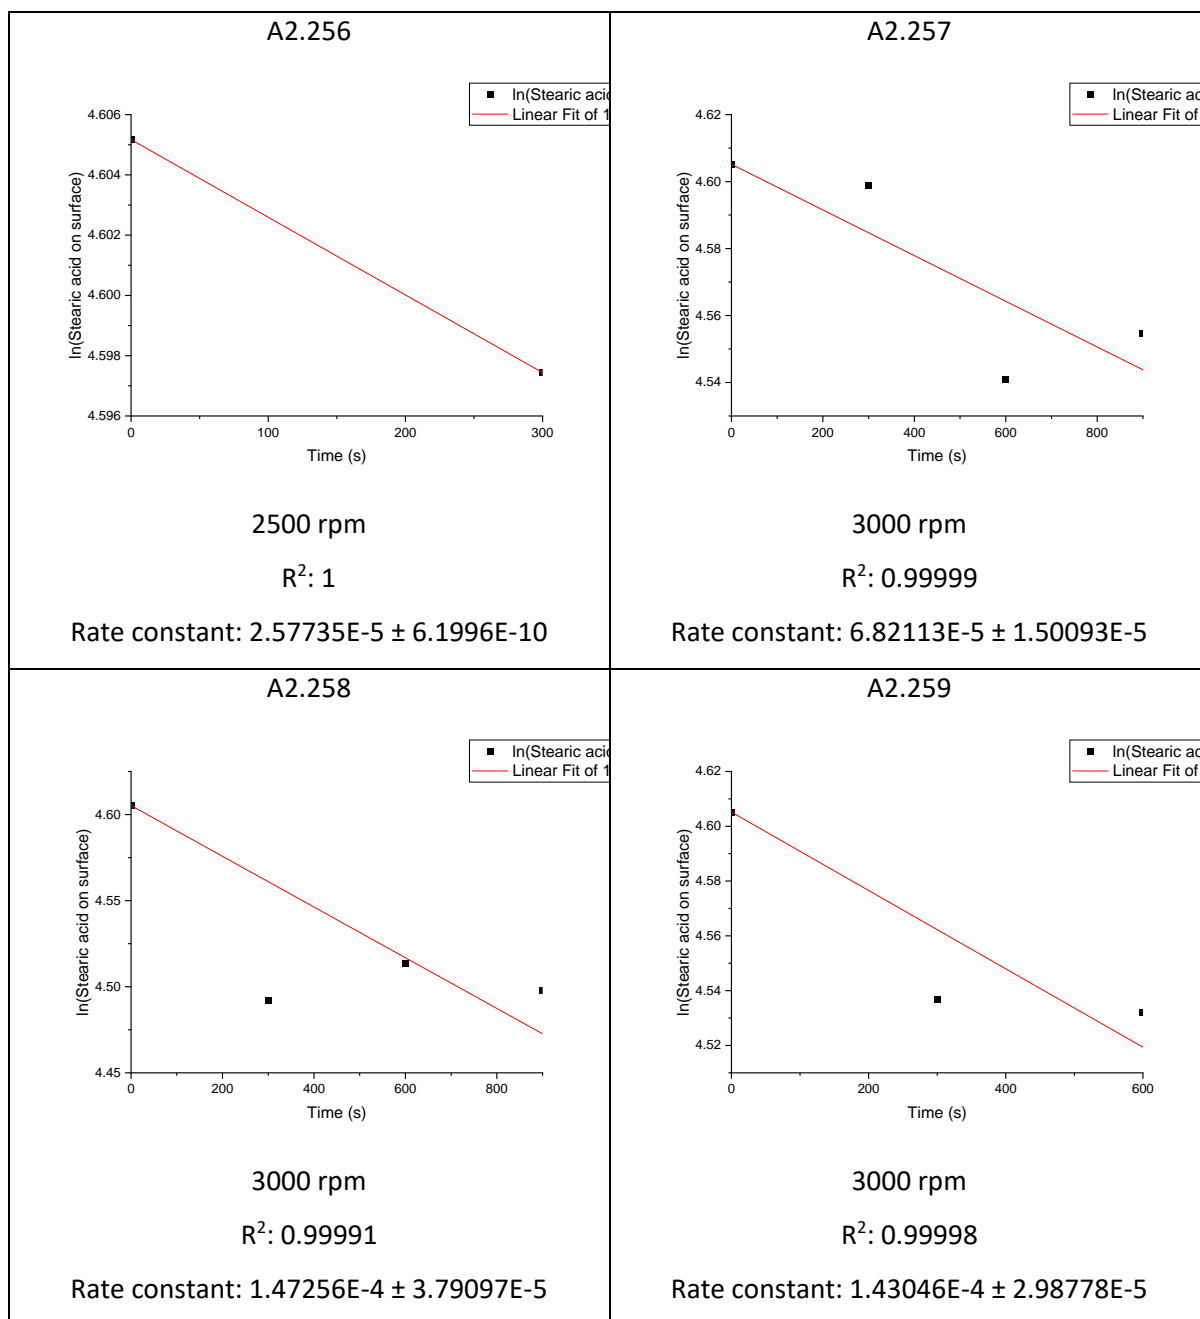 A2.256
ln(Stearic acid
Linear Fit of 1
4.606
4.604
4.602
4.600
4.598
4.596
ln(Stearic acid on surface)
0 100 200 300
Time (s)
2500 rpm
R²: 1
Rate constant: 2.57735E-5 ± 6.1996E-10
A2.257
ln(Stearic ac
Linear Fit of
4.62
4.60
4.58
4.56
4.54
ln(Stearic acid on surface)
0 200 400 600 800
Time (s)
3000 rpm
R²: 0.99999
Rate constant: 6.82113E-5 ± 1.50093E-5
A2.258
ln(Stearic acid
Linear Fit of 1
4.60
4.55
4.50
4.45
ln(Stearic acid on surface)
0 200 400 600 800
Time (s)
3000 rpm
R²: 0.99991
Rate constant: 1.47256E-4 ± 3.79097E-5
A2.259
ln(Stearic ac
Linear Fit of
4.62
4.60
4.58
4.56
4.54
4.52
ln(Stearic acid on surface)
0 200 400 600
Time (s)
3000 rpm
R²: 0.99998
Rate constant: 1.43046E-4 ± 2.98778E-5